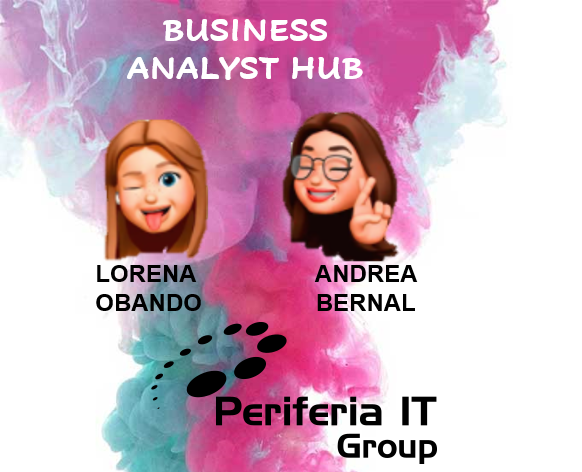 BUSINESS
ANALYST HUB
LORENA
OBANDO
ANDREA
BERNAL
Periferia IT
Group